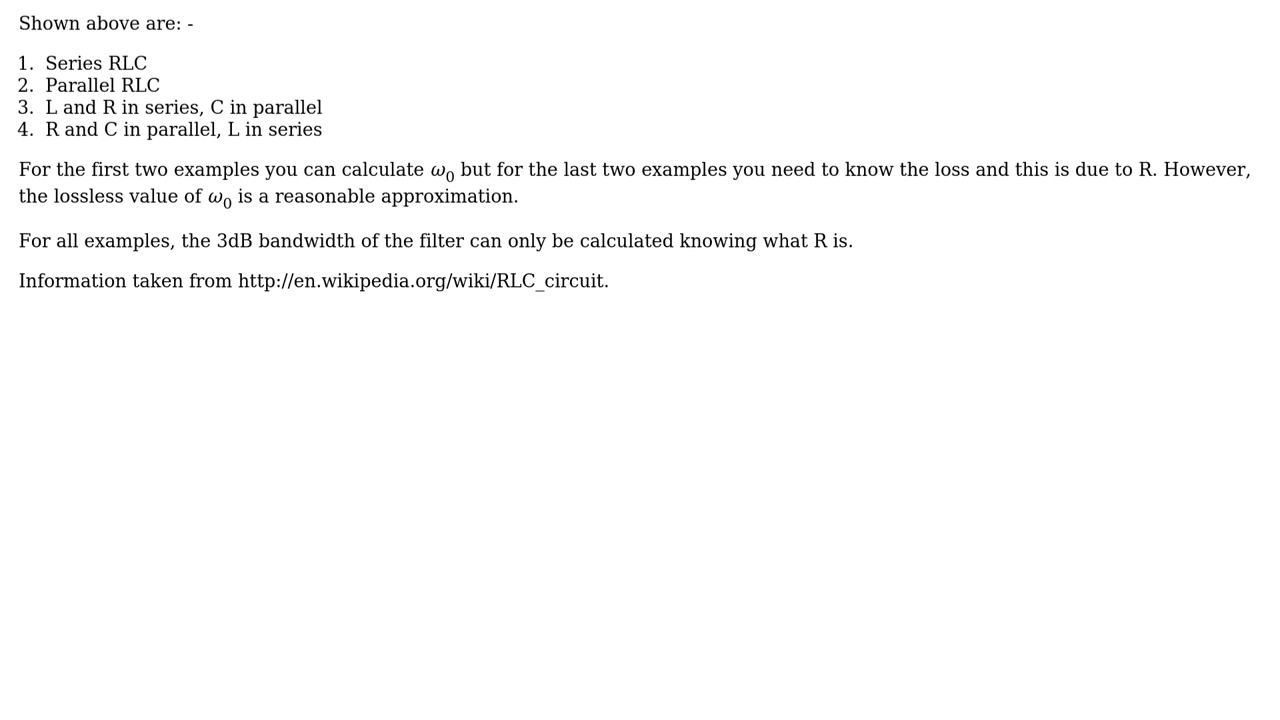 Shown above are: -
1. Series RLC
2. Parallel RLC
3. L and R in series, C in parallel
4. R and C in parallel, L in series
For the first two examples you can calculate ω₀ but for the last two examples you need to know the loss and this is due to R. However,
the lossless value of ω₀ is a reasonable approximation.
For all examples, the 3dB bandwidth of the filter can only be calculated knowing what R is.
Information taken from http://en.wikipedia.org/wiki/RLC_circuit.